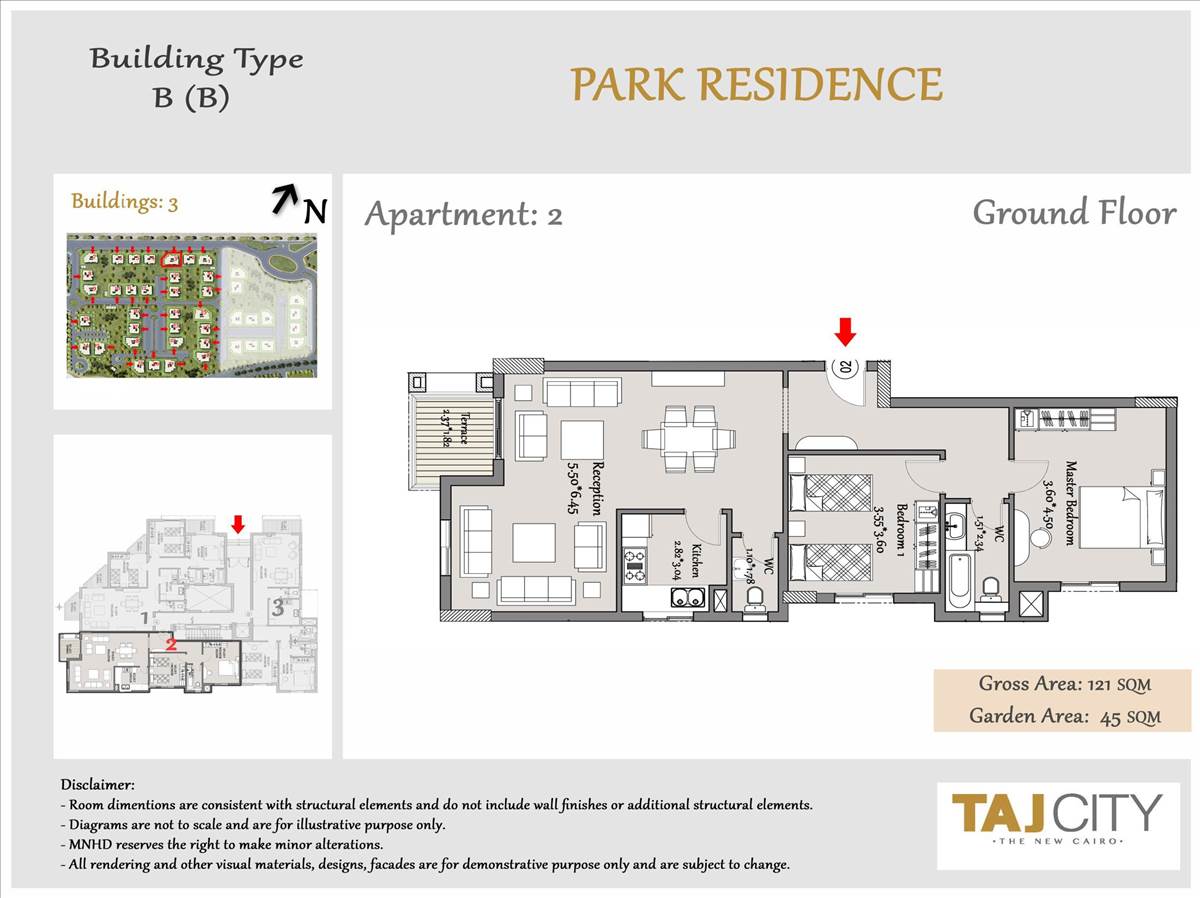 Building Type
B (B)
PARK RESIDENCE
Buildings: 3
N
Apartment: 2
Ground Floor
02
Terrace
2.37*1.82
Reception
5.50*6.45
Kitchen
2.82*3.04
WC
1.10*1.78
Bedroom 1
3.55*3.60
WC
1.51*2.34
Master Bedroom
3.60*4.50
1
2
3
Gross Area: 121 SQM
Garden Area: 45 SQM
Disclaimer:
- Room dimentions are consistent with structural elements and do not include wall finishes or additional structural elements.
- Diagrams are not to scale and are for illustrative purpose only.
- MNHD reserves the right to make minor alterations.
- All rendering and other visual materials, designs, facades are for demonstrative purpose only and are subject to change.
TAJ CITY
• THE NEW CAIRO •